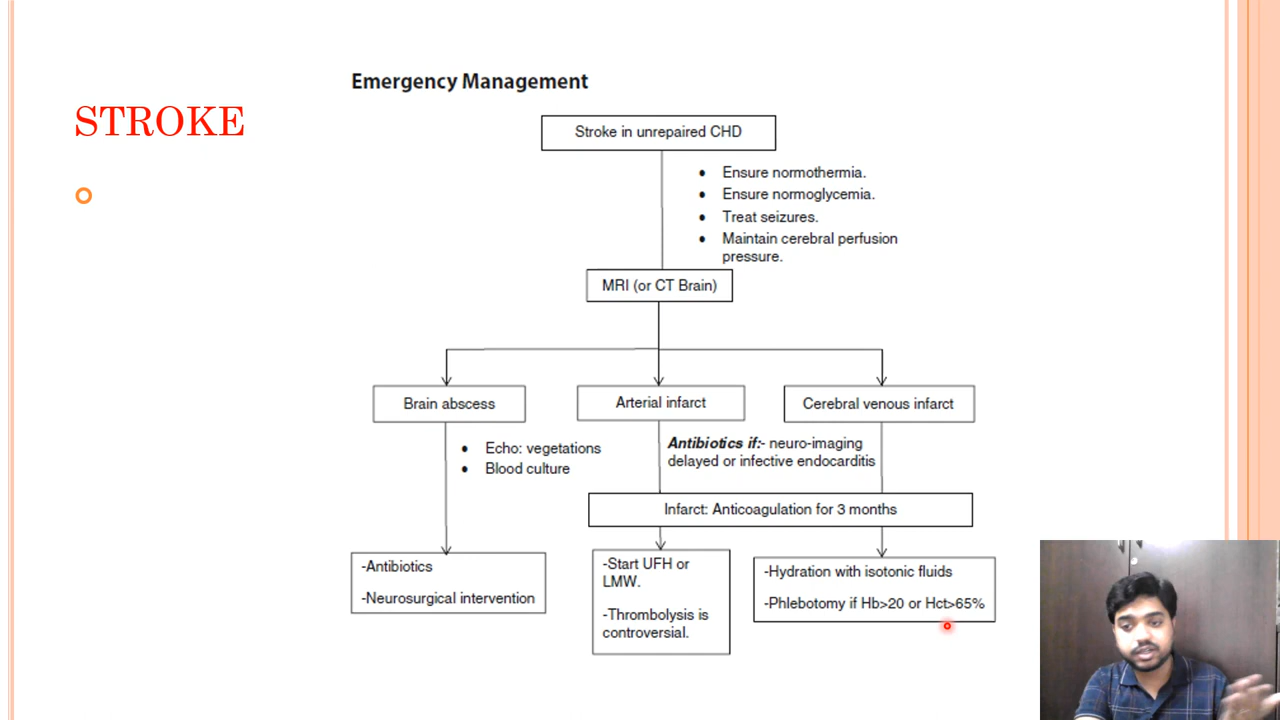 Emergency Management
STROKE
Stroke in unrepaired CHD
• Ensure normothermia.
• Ensure normoglycemia.
• Treat seizures.
• Maintain cerebral perfusion
pressure.
MRI (or CT Brain)
Brain abscess
Arterial infarct
Cerebral venous infarct
• Echo: vegetations
• Blood culture
Antibiotics if:- neuro-imaging
delayed or infective endocarditis
Infarct: Anticoagulation for 3 months
-Antibiotics
-Neurosurgical intervention
-Start UFH or
LMW.
-Thrombolysis is
controversial.
-Hydration with isotonic fluids
-Phlebotomy if Hb>20 or Hct>65%